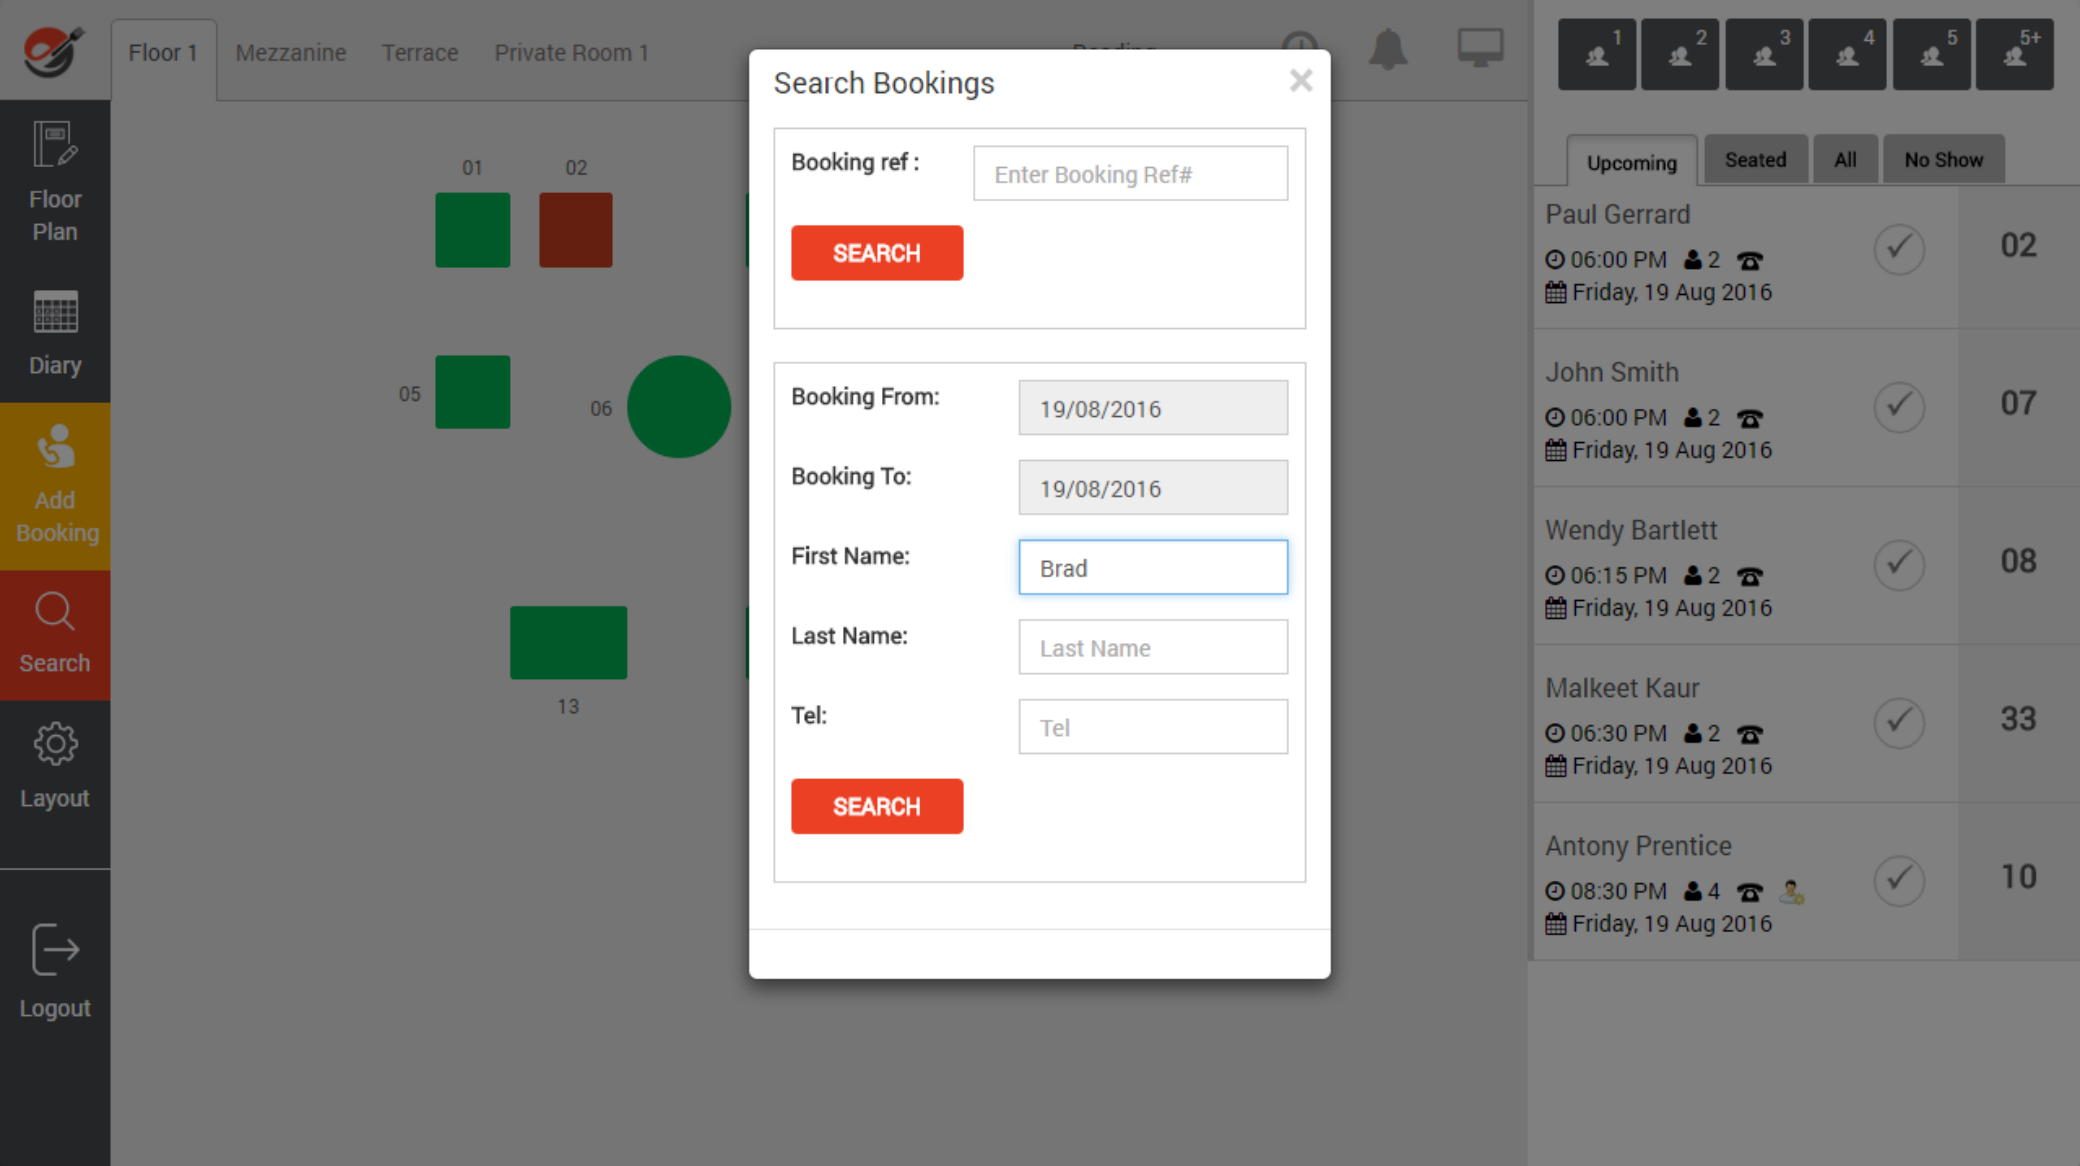 Floor 1
Mezzanine
Terrace
Private Room 1
Floor
Plan
Diary
Add
Booking
Search
Layout
Logout
01
02
05
06
13
Search Bookings
×
Booking ref :
Enter Booking Ref#
SEARCH
Booking From:
19/08/2016
Booking To:
19/08/2016
First Name:
Brad
Last Name:
Last Name
Tel:
Tel
SEARCH
1
2
3
4
5
5+
Upcoming
Seated
All
No Show
Paul Gerrard
06:00 PM 2
Friday, 19 Aug 2016
02
John Smith
06:00 PM 2
Friday, 19 Aug 2016
07
Wendy Bartlett
06:15 PM 2
Friday, 19 Aug 2016
08
Malkeet Kaur
06:30 PM 2
Friday, 19 Aug 2016
33
Antony Prentice
08:30 PM 4
Friday, 19 Aug 2016
10